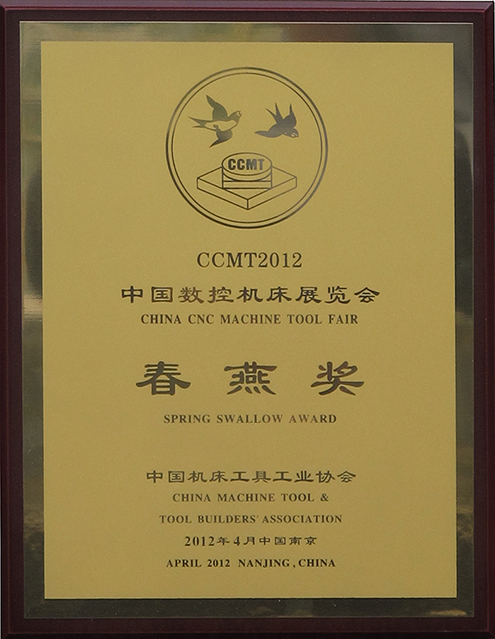 CCMT
CCMT2012
中国数控机床展览会
CHINA CNC MACHINE TOOL FAIR
春燕奖
SPRING SWALLOW AWARD
中国机床工具工业协会
CHINA MACHINE TOOL &
TOOL BUILDERS' ASSOCIATION
2012年4月中国南京
APRIL 2012 NANJING, CHINA